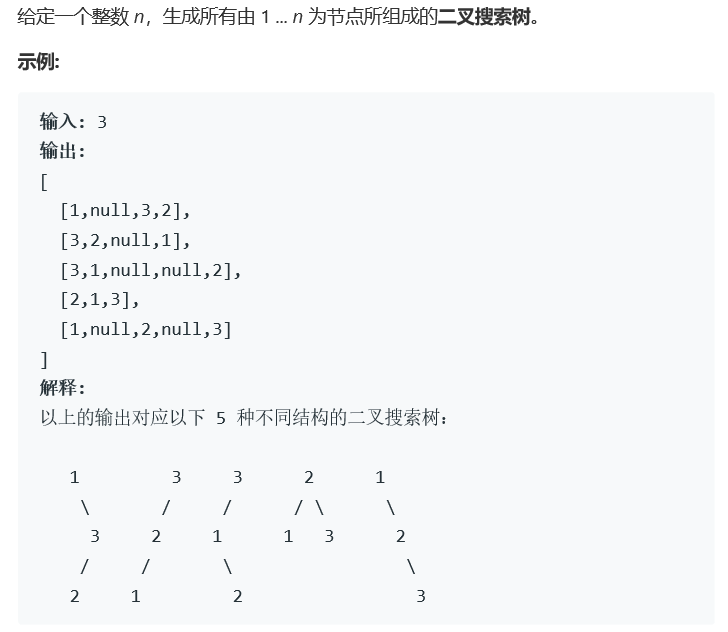 给定一个整数 n，生成所有由 1 ... n 为节点所组成的二叉搜索树。
示例:
输入: 3
输出:
[
  [1,null,3,2],
  [3,2,null,1],
  [3,1,null,null,2],
  [2,1,3],
  [1,null,2,null,3]
]
解释:
以上的输出对应以下 5 种不同结构的二叉搜索树：
   1         3     3      2      1
    \       /     /      / \      \
     3     2     1      1   3      2
    /     /       \                 \
   2     1         2                 3